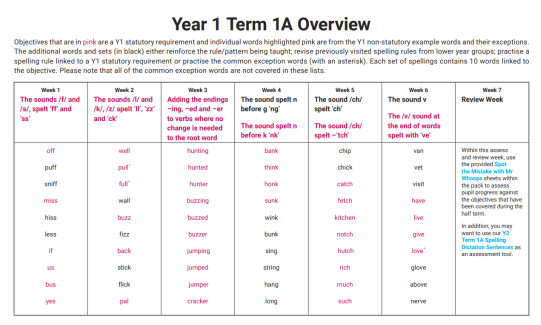 Year 1 Term 1A Overview
Objectives that are in pink are a Y1 statutory requirement and individual words highlighted pink are from the Y1 non-statutory example words and their exceptions.
The additional words and sets (in black) either reinforce the rule/pattern being taught; revise previously visited spelling rules from lower year groups; practise a
spelling rule linked to a Y1 statutory requirement or practise the common exception words (with an asterisk). Each set of spellings contains 10 words linked to
the objective. Please note that all of the common exception words are not covered in these lists.
Week 1
The sounds /f/ and
/s/, spelt 'ff' and
'ss'
Week 2
The sounds /l/ and
/k/, /z/ spelt 'll', 'zz'
and 'ck'
Week 3
Adding the endings
–ing, –ed and –er
to verbs where no
change is needed
to the root word
Week 4
The sound spelt n
before g 'ng'
The sound spelt n
before k 'nk'
Week 5
The sound /ch/
spelt 'ch'
The sound /ch/
spelt –'tch'
Week 6
The sound v
The /v/ sound at
the end of words
spelt with 've'
Week 7
Review Week
off well hunting bank chip van
puff pull* hunted think chick vet
sniff full* hunter honk catch visit
miss wall buzzing sunk fetch have
hiss buzz buzzed wink kitchen live
less fizz buzzer bunk notch give
if back jumping sing hutch love*
us stick jumped string rich glove
bus flick jumper hang much above
yes pal cracker long such nerve
Within this assess
and review week, use
the provided Spot
the Mistake with Mr
Whoops sheets within
the pack to assess
pupil progress against
the objectives that have
been covered during the
half term.
In addition, you may
want to use our Y2
Term 1A Spelling
Dictation Sentences as
an assessment tool.